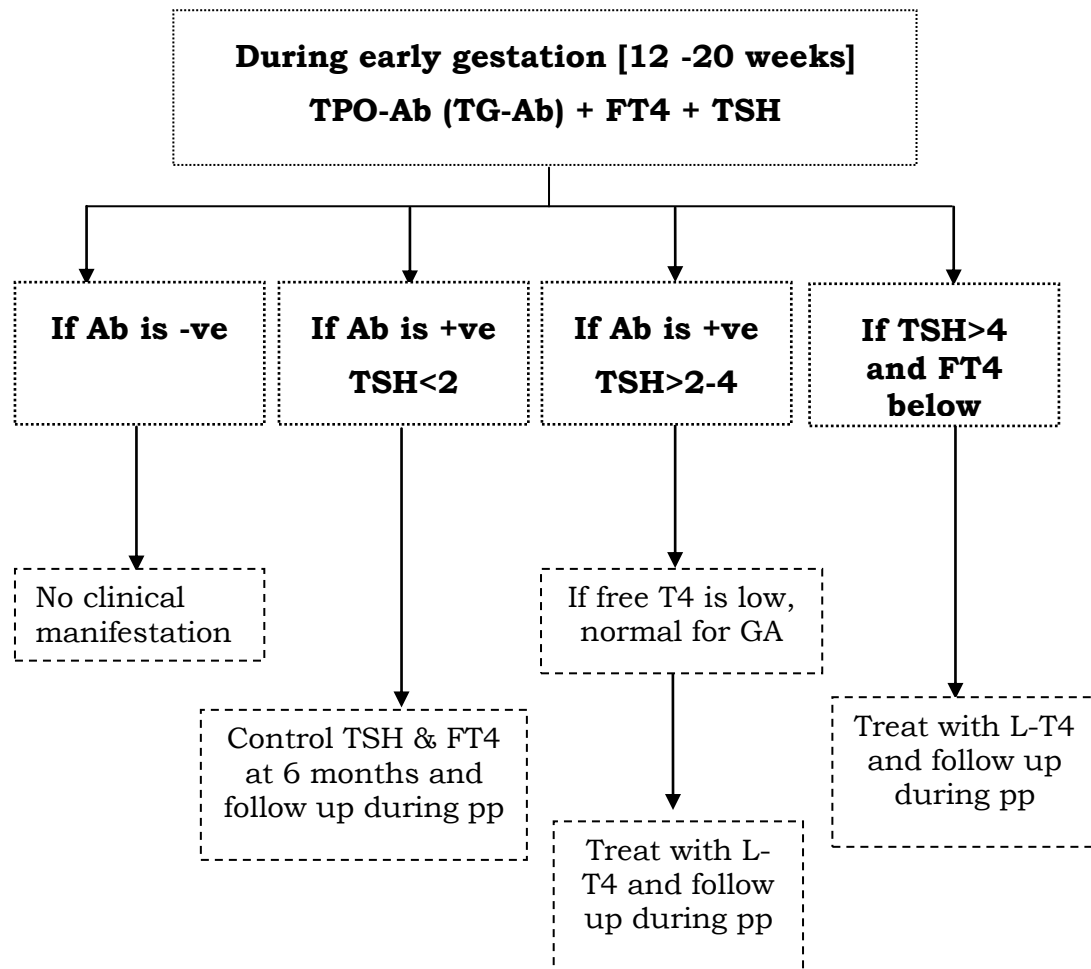 During early gestation [12 -20 weeks]
TPO-Ab (TG-Ab) + FT4 + TSH
If Ab is -ve
If Ab is +ve
TSH<2
If Ab is +ve
TSH>2-4
If TSH>4
and FT4
below
No clinical
manifestation
If free T4 is low,
normal for GA
Control TSH & FT4
at 6 months and
follow up during pp
Treat with L-
T4 and follow
up during pp
Treat with L-T4
and follow up
during pp